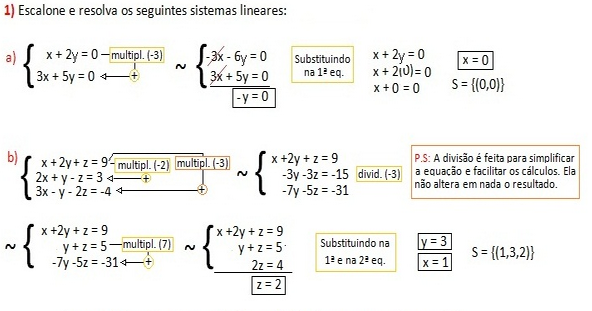 1) Escalone e resolva os seguintes sistemas lineares:
a) { x + 2y = 0 multipl. (-3)
3x + 5y = 0 +
~ { -3x - 6y = 0
3x + 5y = 0
-y = 0
Substituindo
na 1ª eq.
x + 2y = 0
x + 2(0) = 0
x + 0 = 0
x = 0
S = {(0,0)}
b) { x + 2y + z = 9 multipl. (-2) multipl. (-3)
2x + y - z = 3 +
3x - y - 2z = -4 +
~ { x +2y + z = 9
-3y -3z = -15 divid. (-3)
-7y -5z = -31
P.S: A divisão é feita para simplificar
a equação e facilitar os cálculos. Ela
não altera em nada o resultado.
~ { x +2y + z = 9
y + z = 5 multipl. (7)
-7y -5z = -31 +
~ { x +2y + z = 9
y + z = 5
2z = 4
z = 2
Substituindo na
1ª e na 2ª eq.
y = 3
x = 1
S = {(1,3,2)}